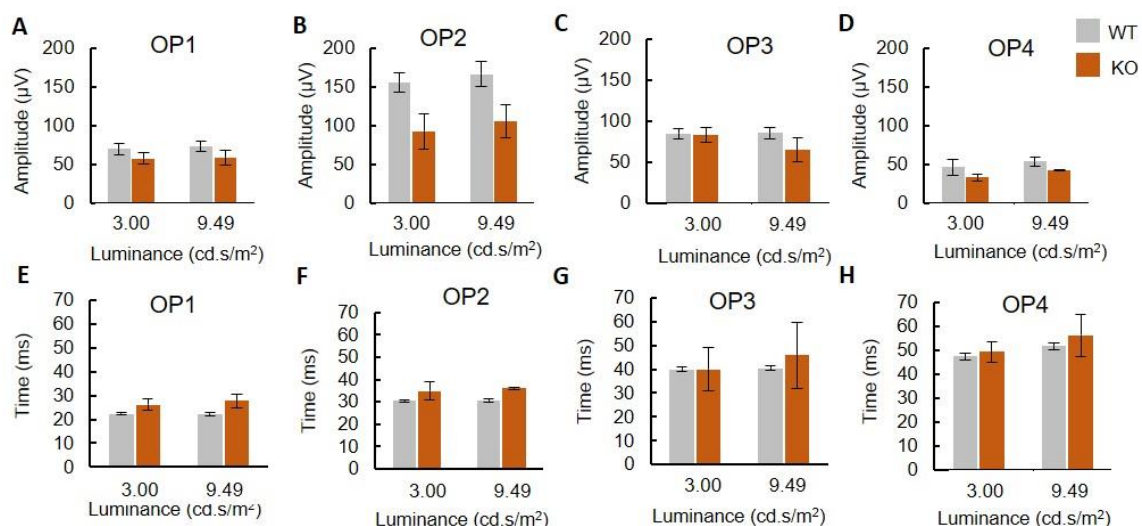 A
OP1
200
150
100
50
0
Amplitude (µV)
3.00 9.49
Luminance (cd.s/m²)
B
OP2
200
150
100
50
0
Amplitude (µV)
3.00 9.49
Luminance (cd.s/m²)
C
OP3
200
150
100
50
0
Amplitude (µV)
3.00 9.49
Luminance (cd.s/m²)
D
OP4
200
150
100
50
0
Amplitude (µV)
3.00 9.49
Luminance (cd.s/m²)
WT
KO
E
OP1
70
60
50
40
30
20
10
0
Time (ms)
3.00 9.49
Luminance (cd.s/m²)
F
OP2
70
60
50
40
30
20
10
0
Time (ms)
3.00 9.49
Luminance (cd.s/m²)
G
OP3
70
60
50
40
30
20
10
0
Time (ms)
3.00 9.49
Luminance (cd.s/m²)
H
OP4
70
60
50
40
30
20
10
0
Time (ms)
3.00 9.49
Luminance (cd.s/m²)